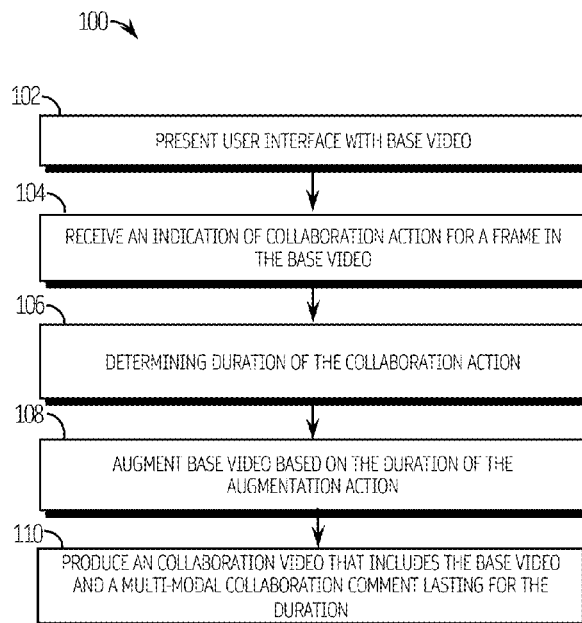 100
102
PRESENT USER INTERFACE WITH BASE VIDEO
104
RECEIVE AN INDICATION OF COLLABORATION ACTION FOR A FRAME IN
THE BASE VIDEO
106
DETERMINING DURATION OF THE COLLABORATION ACTION
108
AUGMENT BASE VIDEO BASED ON THE DURATION OF THE
AUGMENTATION ACTION
110
PRODUCE AN COLLABORATION VIDEO THAT INCLUDES THE BASE VIDEO
AND A MULTI-MODAL COLLABORATION COMMENT LASTING FOR THE
DURATION